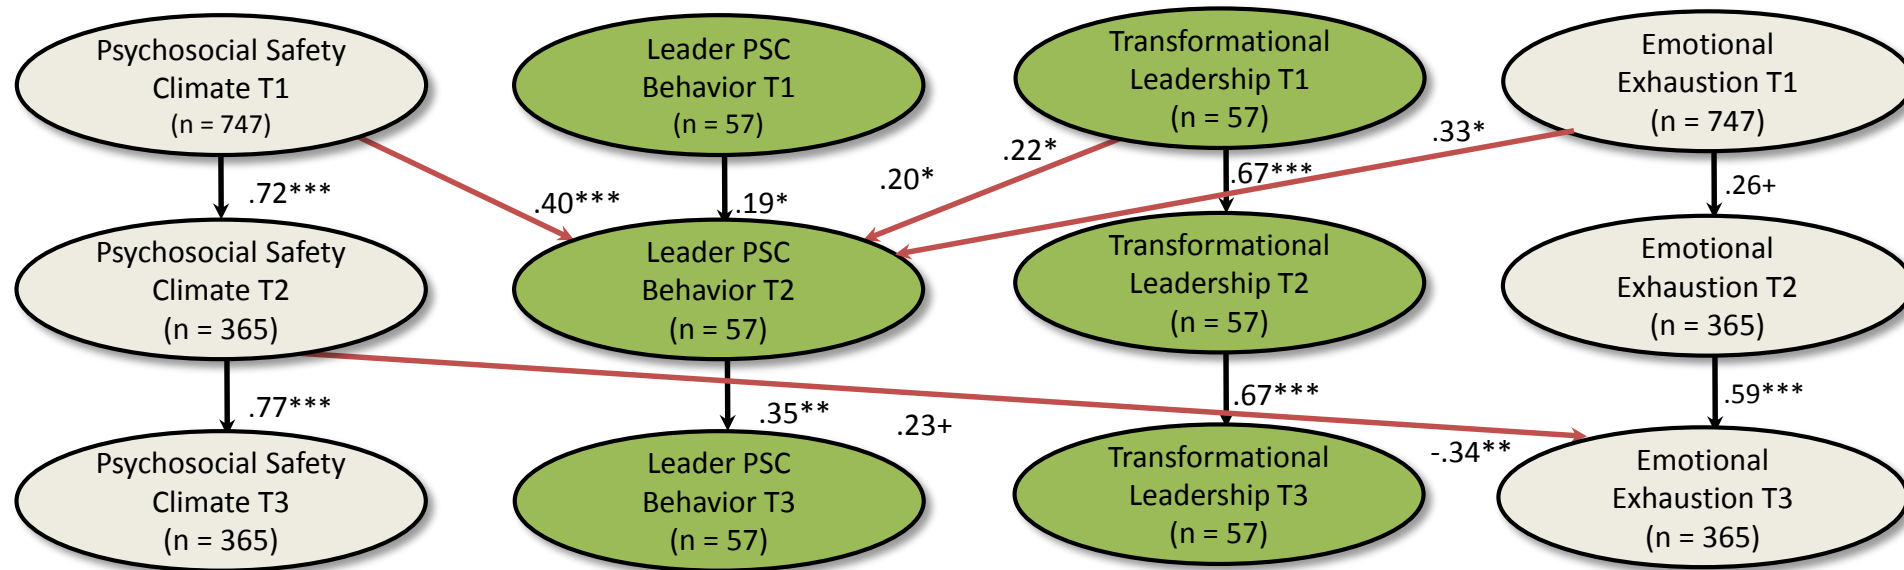 Psychosocial Safety
Climate T1
(n = 747)
Leader PSC
Behavior T1
(n = 57)
Transformational
Leadership T1
(n = 57)
Emotional
Exhaustion T1
(n = 747)
.72***
.40***
.19*
.20*
.22*
.67***
.33*
.26+
Psychosocial Safety
Climate T2
(n = 365)
Leader PSC
Behavior T2
(n = 57)
Transformational
Leadership T2
(n = 57)
Emotional
Exhaustion T2
(n = 365)
.77***
.35**
.23+
.67***
-.34**
.59***
Psychosocial Safety
Climate T3
(n = 365)
Leader PSC
Behavior T3
(n = 57)
Transformational
Leadership T3
(n = 57)
Emotional
Exhaustion T3
(n = 365)